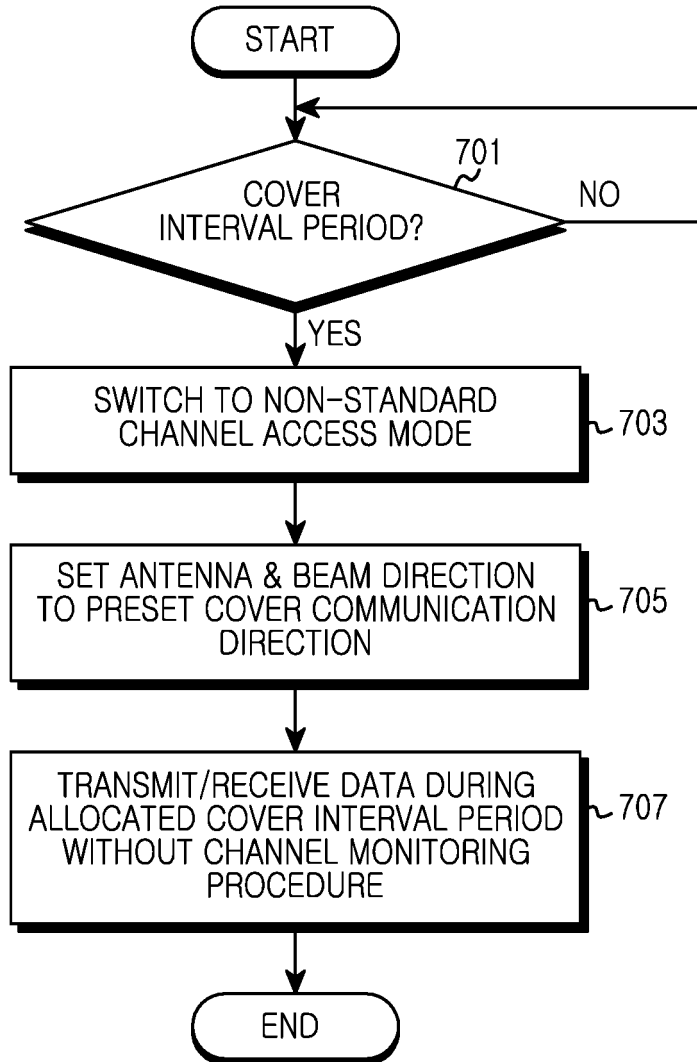 START
701
COVER
INTERVAL PERIOD?
NO
YES
SWITCH TO NON-STANDARD
CHANNEL ACCESS MODE
703
SET ANTENNA & BEAM DIRECTION
TO PRESET COVER COMMUNICATION
DIRECTION
705
TRANSMIT/RECEIVE DATA DURING
ALLOCATED COVER INTERVAL PERIOD
WITHOUT CHANNEL MONITORING
PROCEDURE
707
END